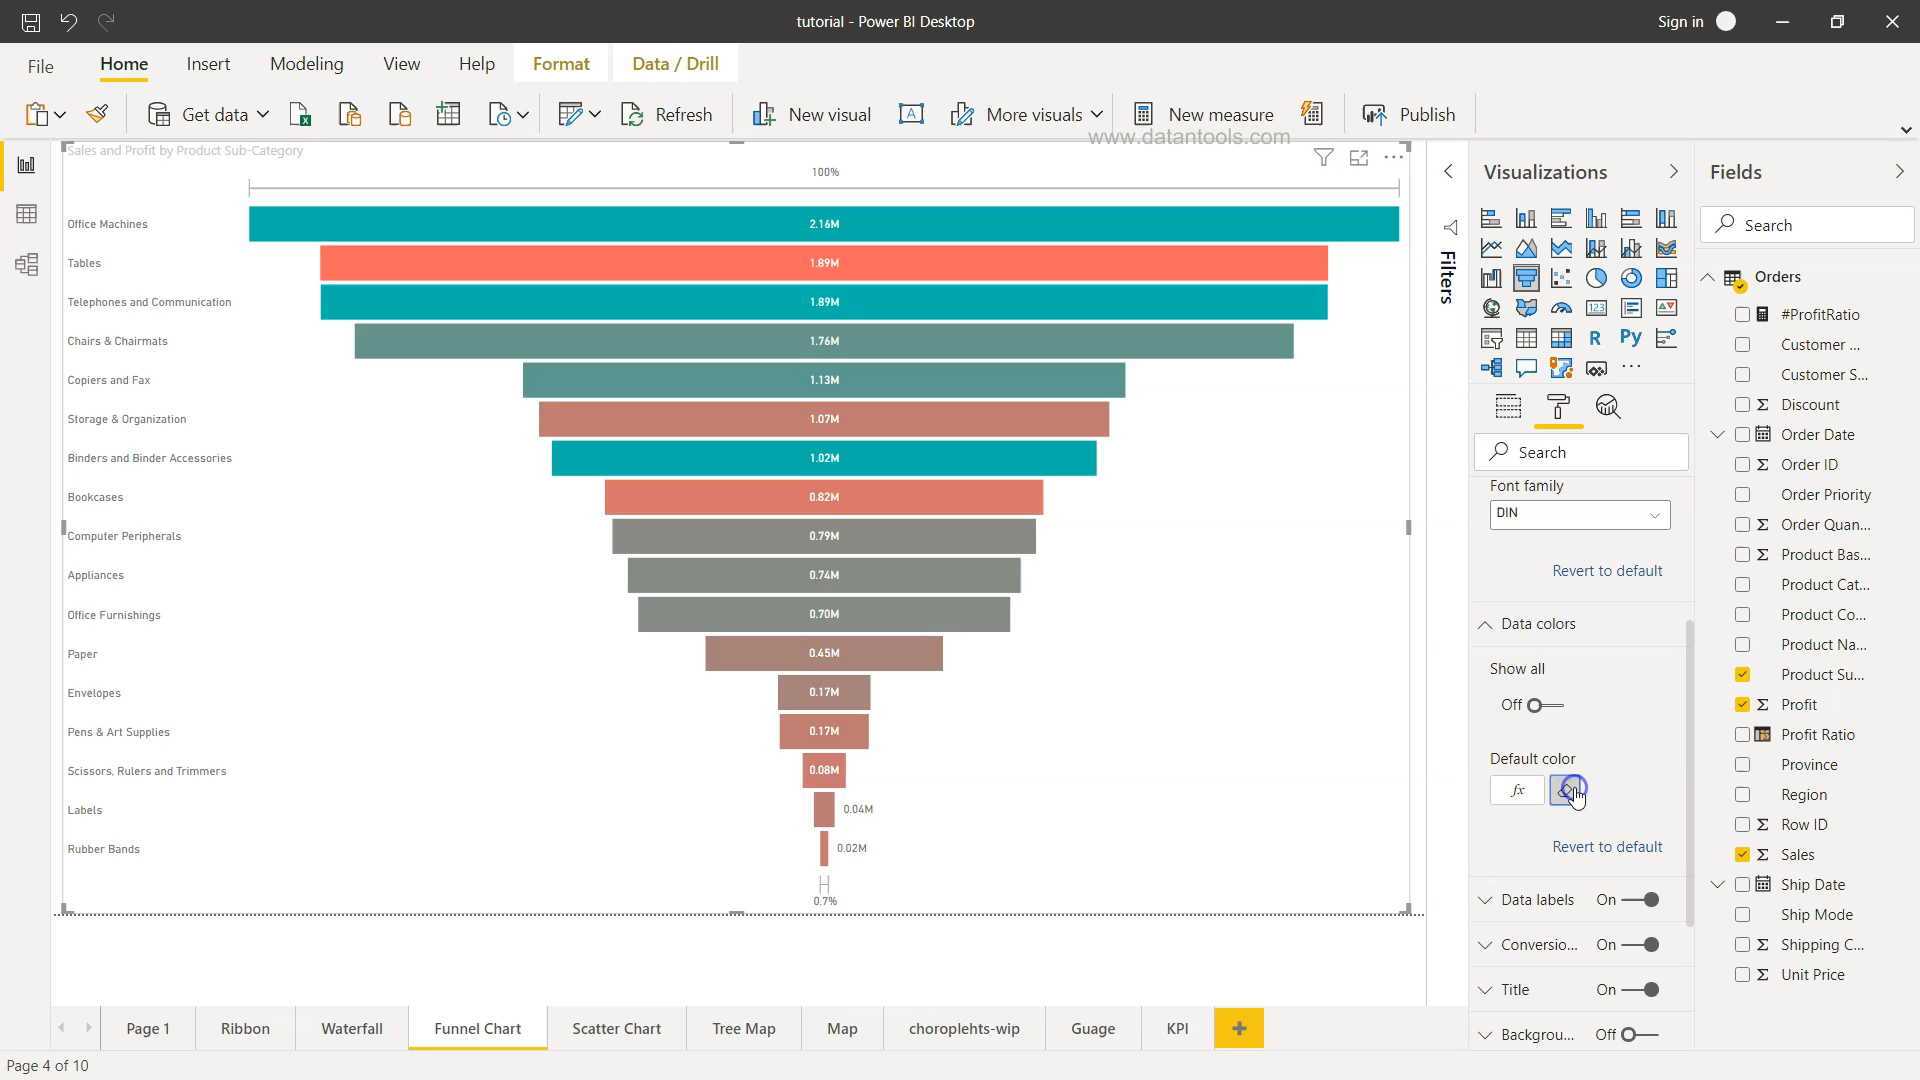 tutorial - Power BI Desktop
Sign in
File Home Insert Modeling View Help Format Data / Drill
Get data Refresh New visual More visuals New measure Publish
www.datantools.com
Sales and Profit by Product Sub-Category
100%
Office Machines 2.16M
Tables 1.89M
Telephones and Communication 1.89M
Chairs & Chairmats 1.76M
Copiers and Fax 1.13M
Storage & Organization 1.07M
Binders and Binder Accessories 1.02M
Bookcases 0.82M
Computer Peripherals 0.79M
Appliances 0.74M
Office Furnishings 0.70M
Paper 0.45M
Envelopes 0.17M
Pens & Art Supplies 0.17M
Scissors, Rulers and Trimmers 0.08M
Labels 0.04M
Rubber Bands 0.02M
0.7%
Filters
Visualizations
123
R Py
Search
Font family
DIN
Revert to default
Data colors
Show all
Off
Default color
fx
Revert to default
Data labels On
Conversio... On
Title On
Backgrou... Off
Fields
Search
Orders
#ProfitRatio
Customer ...
Customer S...
Σ Discount
Order Date
Σ Order ID
Order Priority
Σ Order Quan...
Σ Product Bas...
Product Cat...
Product Co...
Product Na...
Product Su...
Σ Profit
Profit Ratio
Province
Region
Σ Row ID
Σ Sales
Ship Date
Ship Mode
Σ Shipping C...
Σ Unit Price
Page 1 Ribbon Waterfall Funnel Chart Scatter Chart Tree Map Map choroplehts-wip Guage KPI +
Page 4 of 10